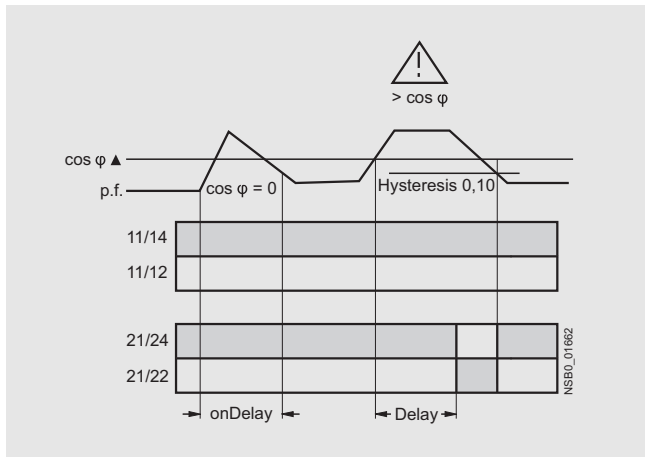 > cos φ
cos φ ▲
p.f.
cos φ = 0
Hysteresis 0,10
11/14
11/12
21/24
21/22
NSB0_01662
onDelay
Delay